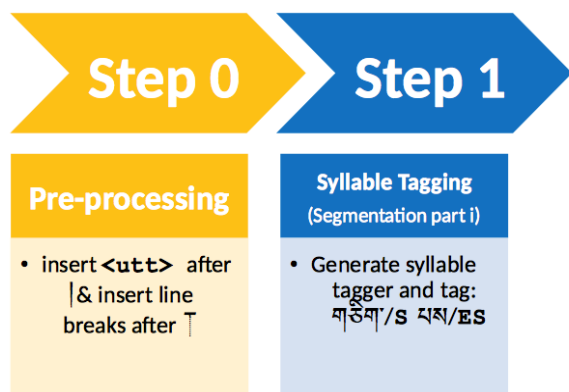 Step 0
Step 1
Pre-processing
• insert <utt> after
།& insert line
breaks after ༑
Syllable Tagging
(Segmentation part i)
• Generate syllable
tagger and tag:
གཅིག་/S པས/ES